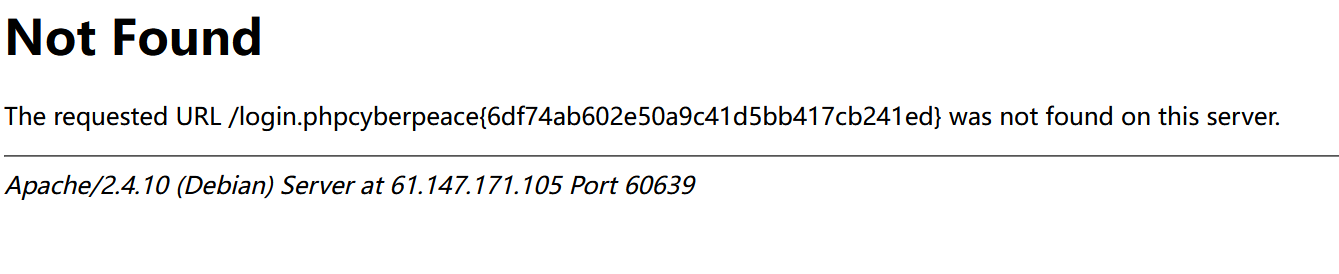 Not Found
The requested URL /login.phpcyberpeace{6df74ab602e50a9c41d5bb417cb241ed} was not found on this server.
Apache/2.4.10 (Debian) Server at 61.147.171.105 Port 60639